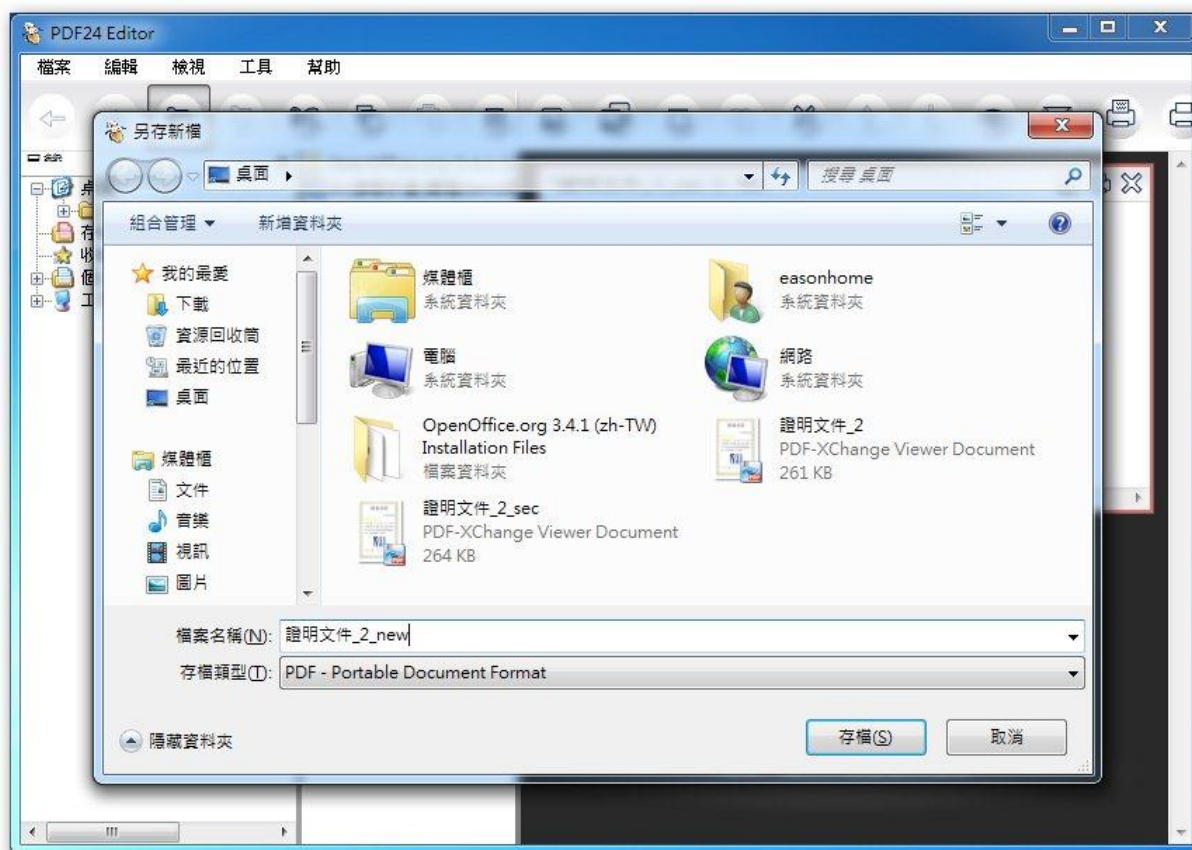 PDF24 Editor
檔案 編輯 檢視 工具 幫助
另存新檔
桌面
搜尋 桌面
組合管理 新增資料夾
我的最愛
下載
資源回收筒
最近的位置
桌面
媒體櫃
文件
音樂
視訊
圖片
媒體櫃
系統資料夾
easonhome
系統資料夾
電腦
系統資料夾
網路
系統資料夾
OpenOffice.org 3.4.1 (zh-TW)
Installation Files
檔案資料夾
證明文件_2
PDF-XChange Viewer Document
261 KB
證明文件_2_sec
PDF-XChange Viewer Document
264 KB
檔案名稱(N): 證明文件_2_new
存檔類型(T): PDF - Portable Document Format
隱藏資料夾
存檔(S) 取消